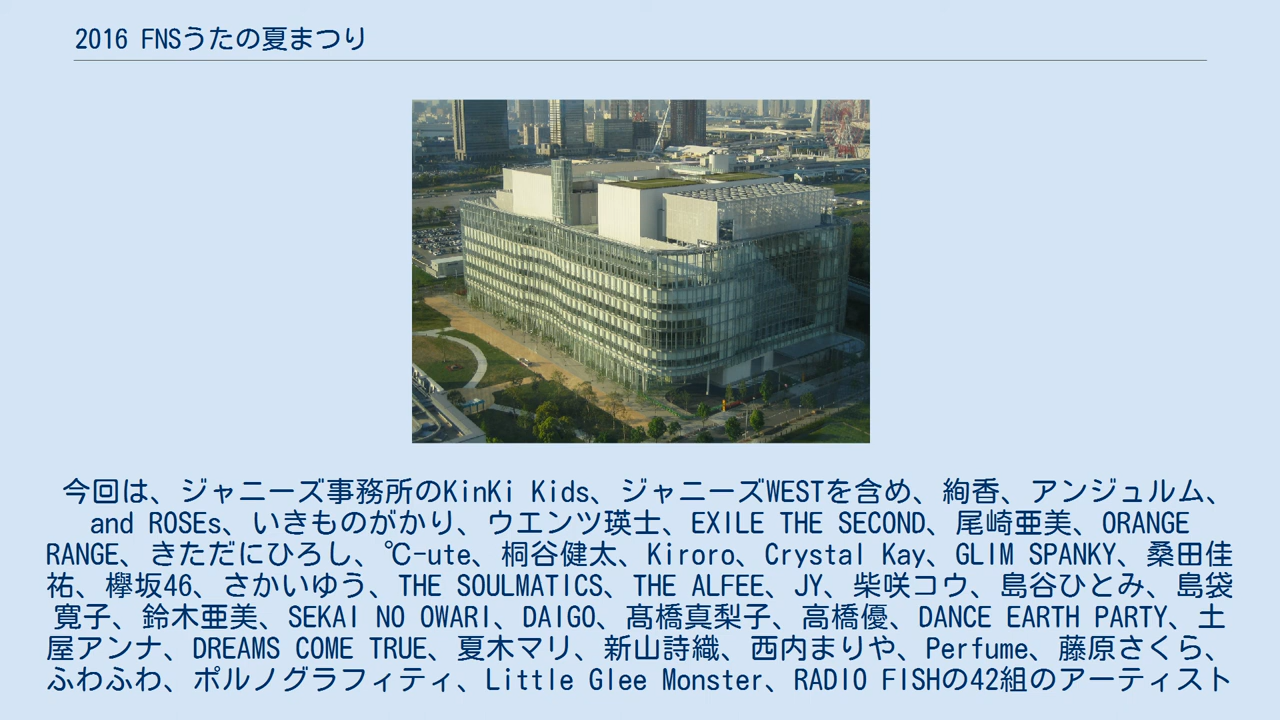 2016 FNSうたの夏まつり
今回は、ジャニーズ事務所のKinKi Kids、ジャニーズWESTを含め、絢香、アンジュルム、
and ROSEs、いきものがかり、ウエンツ瑛士、EXILE THE SECOND、尾崎亜美、ORANGE
RANGE、きただにひろし、℃-ute、桐谷健太、Kiroro、Crystal Kay、GLIM SPANKY、桑田佳
祐、欅坂46、さかいゆう、THE SOULMATICS、THE ALFEE、JY、柴咲コウ、島谷ひとみ、島袋
寛子、鈴木亜美、SEKAI NO OWARI、DAIGO、髙橋真梨子、高橋優、DANCE EARTH PARTY、土
屋アンナ、DREAMS COME TRUE、夏木マリ、新山詩織、西内まりや、Perfume、藤原さくら、
ふわふわ、ポルノグラフィティ、Little Glee Monster、RADIO FISHの42組のアーティスト